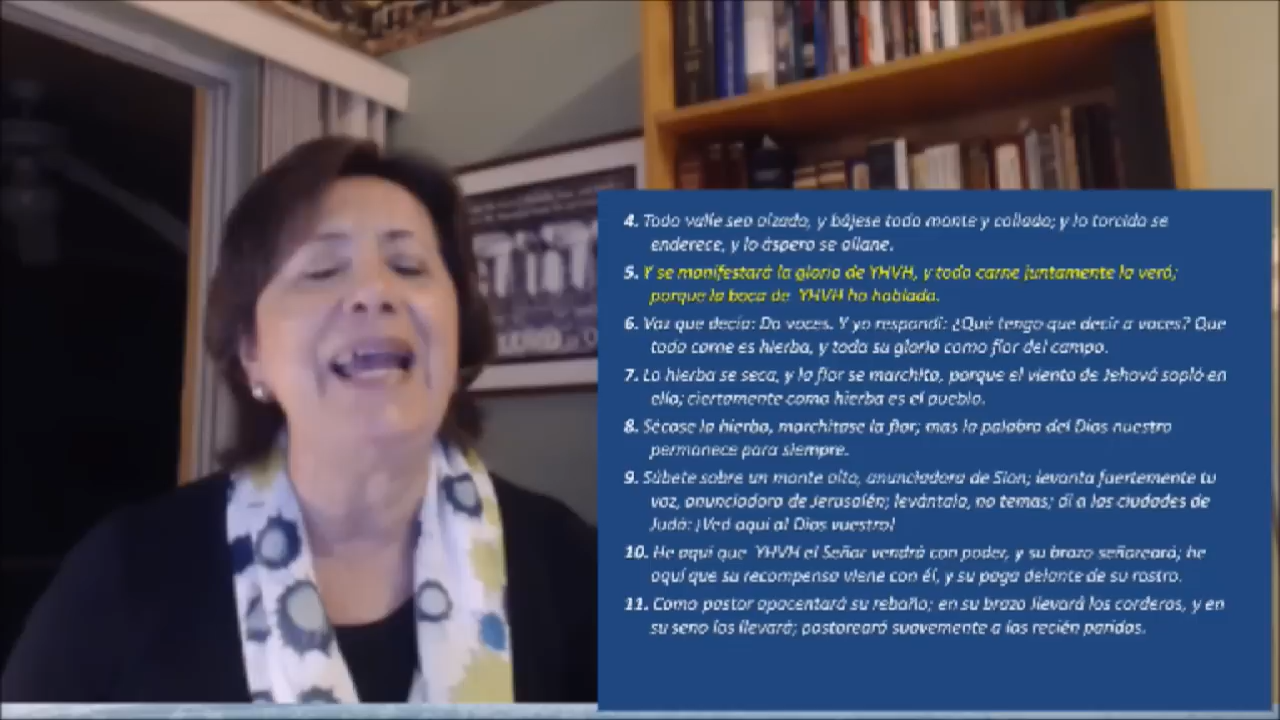 4. Todo valle sea alzado, y bájese todo monte y collado; y lo torcido se
enderece, y lo áspero se allane.
5. Y se manifestará la gloria de YHVH, y toda carne juntamente la verá;
porque la boca de YHVH ha hablado.
6. Voz que decía: Da voces. Y yo respondí: ¿Qué tengo que decir a voces? Que
toda carne es hierba, y toda su gloria como flor del campo.
7. La hierba se seca, y la flor se marchita, porque el viento de Jehová sopló en
ella; ciertamente como hierba es el pueblo.
8. Sécase la hierba, marchítase la flor; mas la palabra del Dios nuestro
permanece para siempre.
9. Súbete sobre un monte alto, anunciadora de Sion; levanta fuertemente tu
voz, anunciadora de Jerusalén; levántala, no temas; di a las ciudades de
Judá: ¡Ved aquí al Dios vuestro!
10. He aquí que YHVH el Señor vendrá con poder, y su brazo señoreará; he
aquí que su recompensa viene con él, y su paga delante de su rostro.
11. Como pastor apacentará su rebaño; en su brazo llevará los corderos, y en
su seno los llevará; pastoreará suavemente a las recién paridas.